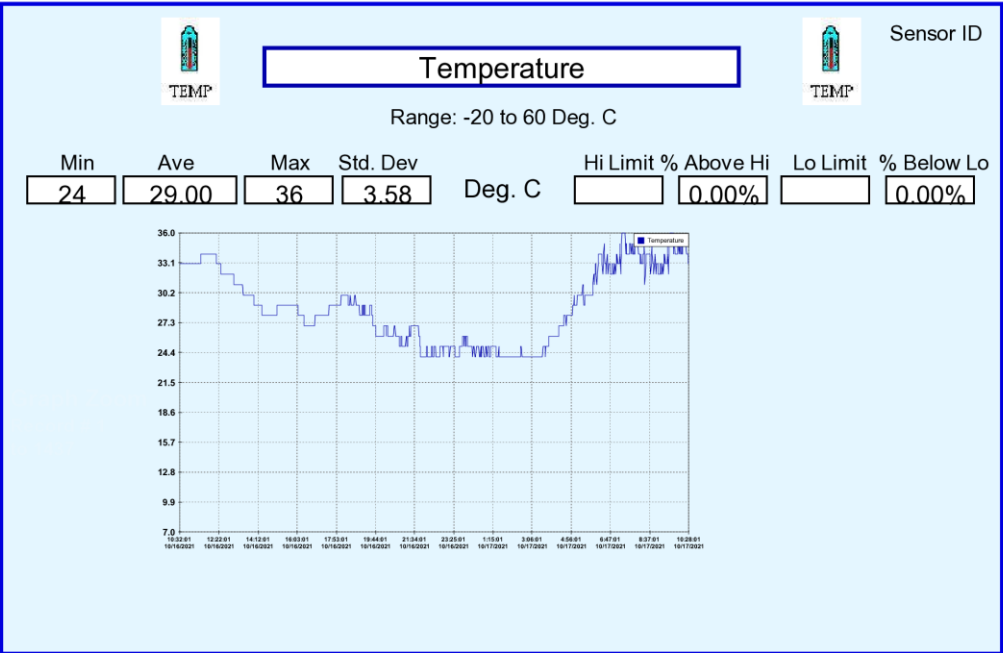 Sensor ID
TEMP
Temperature
TEMP
Range: -20 to 60 Deg. C
Min Ave Max Std. Dev Hi Limit % Above Hi Lo Limit % Below Lo
24 29.00 36 3.58 Deg. C 0.00% 0.00%
Temperature
36.0
33.1
30.2
27.3
24.4
21.5
18.6
15.7
12.8
9.9
7.0
10:32:01 12:22:01 14:12:01 16:03:01 17:53:01 19:44:01 21:34:01 23:25:01 1:15:01 3:06:01 4:56:01 6:47:01 8:37:01 10:28:01
10/16/2021 10/16/2021 10/16/2021 10/16/2021 10/16/2021 10/16/2021 10/16/2021 10/16/2021 10/17/2021 10/17/2021 10/17/2021 10/17/2021 10/17/2021 10/17/2021